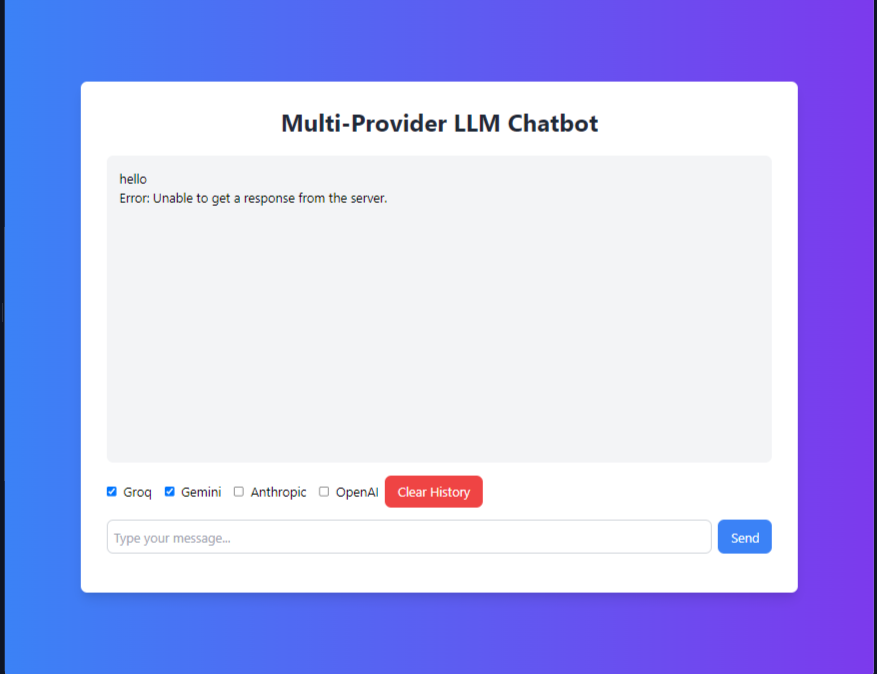 Multi-Provider LLM Chatbot
hello
Error: Unable to get a response from the server.
Groq Gemini Anthropic OpenAI Clear History
Type your message... Send